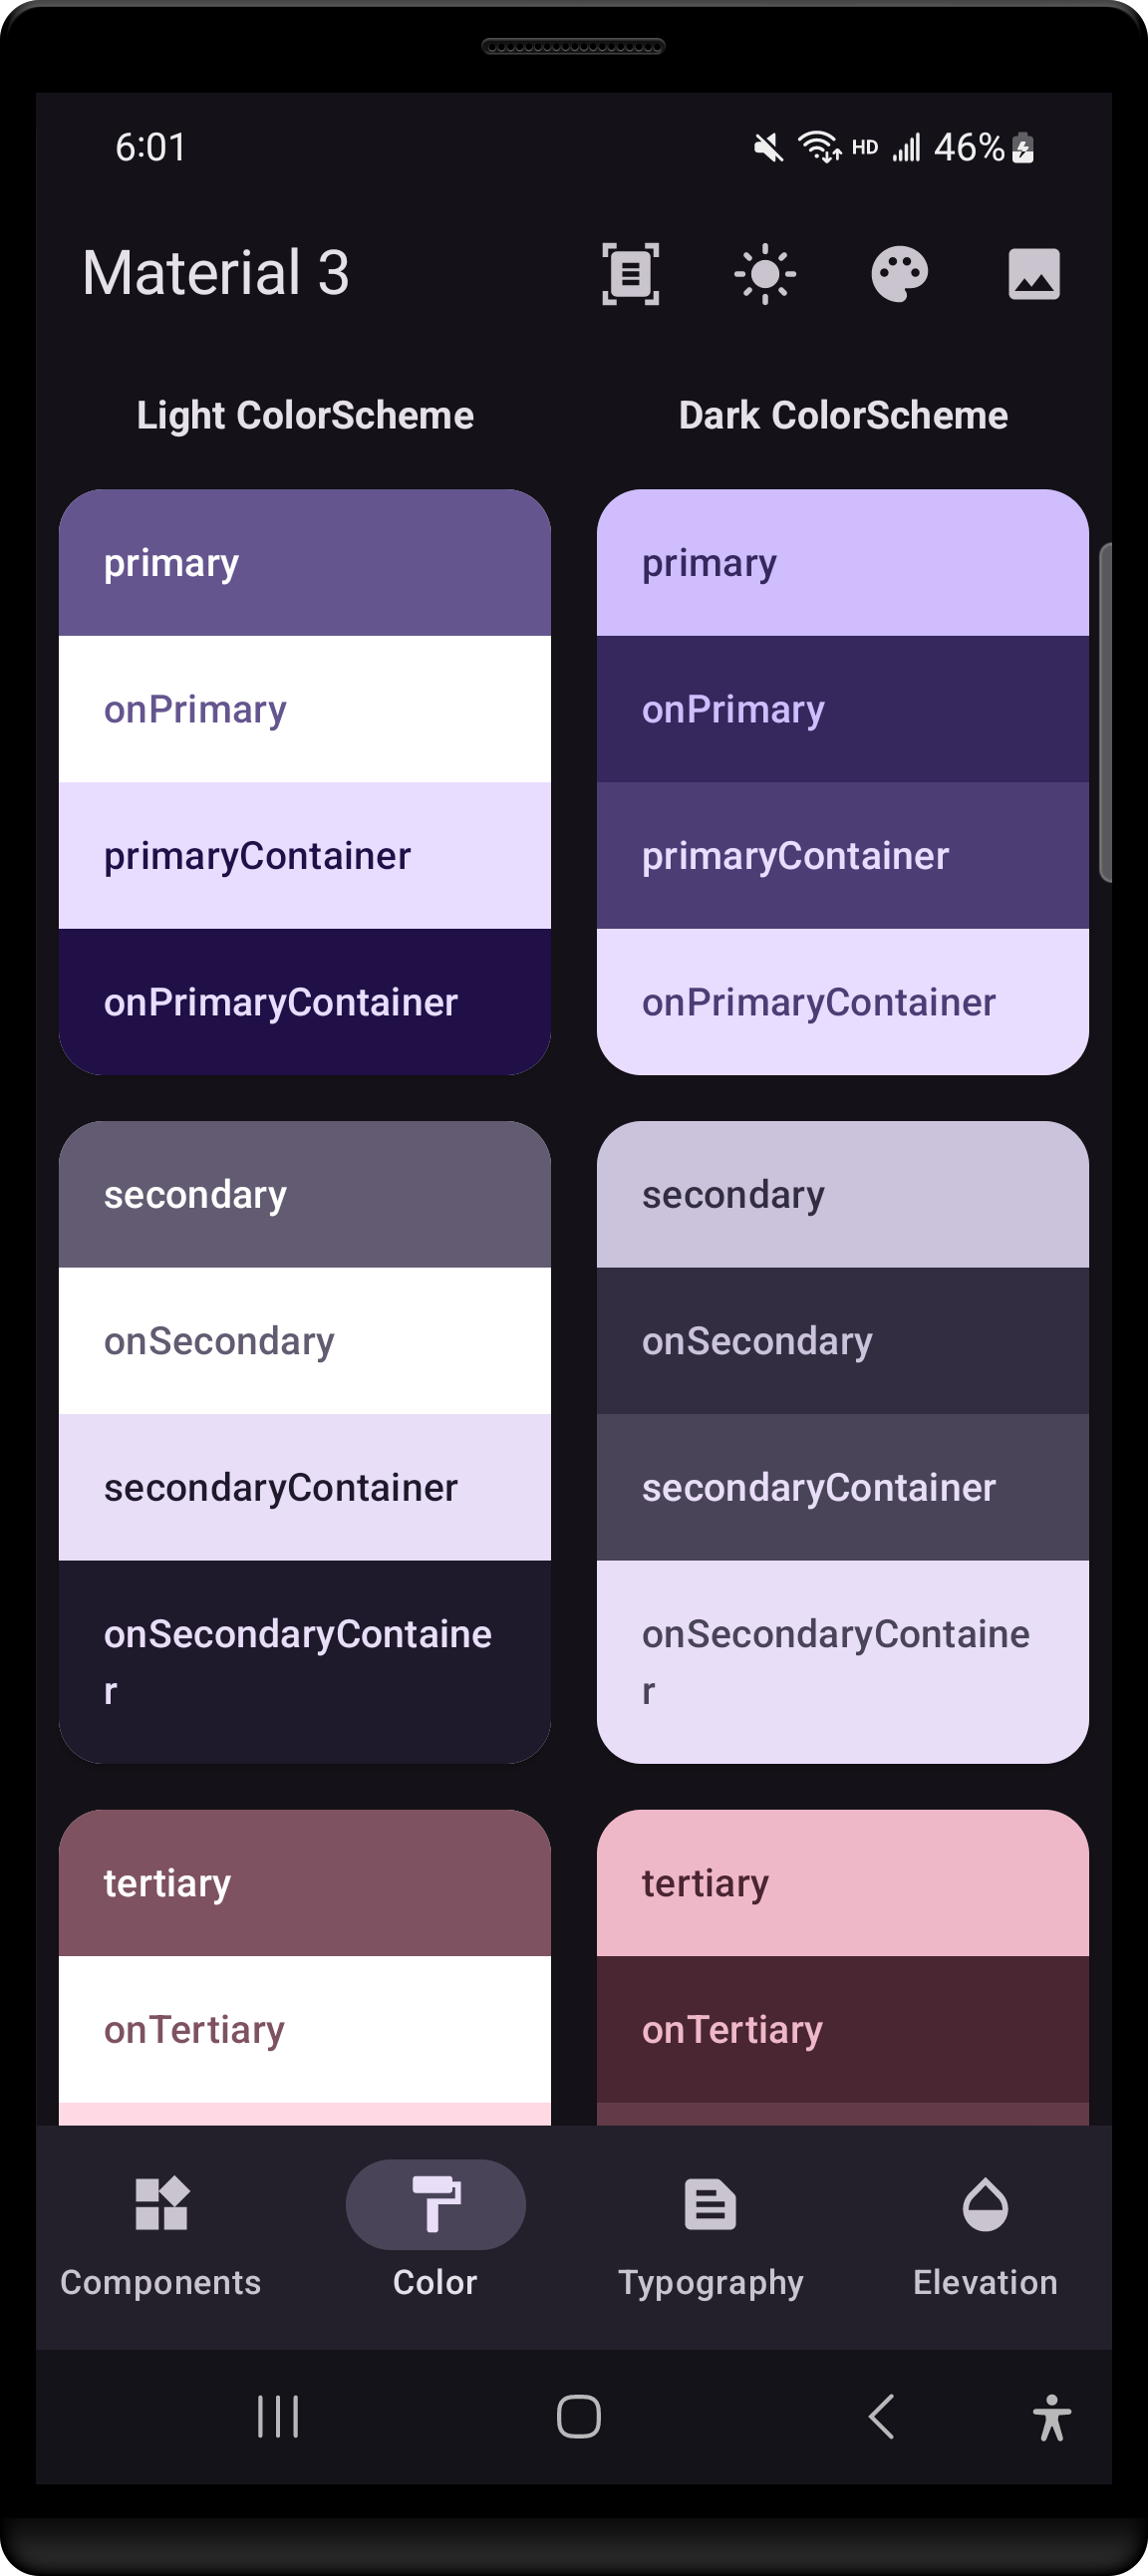 6:01
HD 46%
Material 3
Light ColorScheme
Dark ColorScheme
primary
onPrimary
primaryContainer
onPrimaryContainer
primary
onPrimary
primaryContainer
onPrimaryContainer
secondary
onSecondary
secondaryContainer
onSecondaryContaine
r
secondary
onSecondary
secondaryContainer
onSecondaryContaine
r
tertiary
onTertiary
tertiary
onTertiary
Components
Color
Typography
Elevation